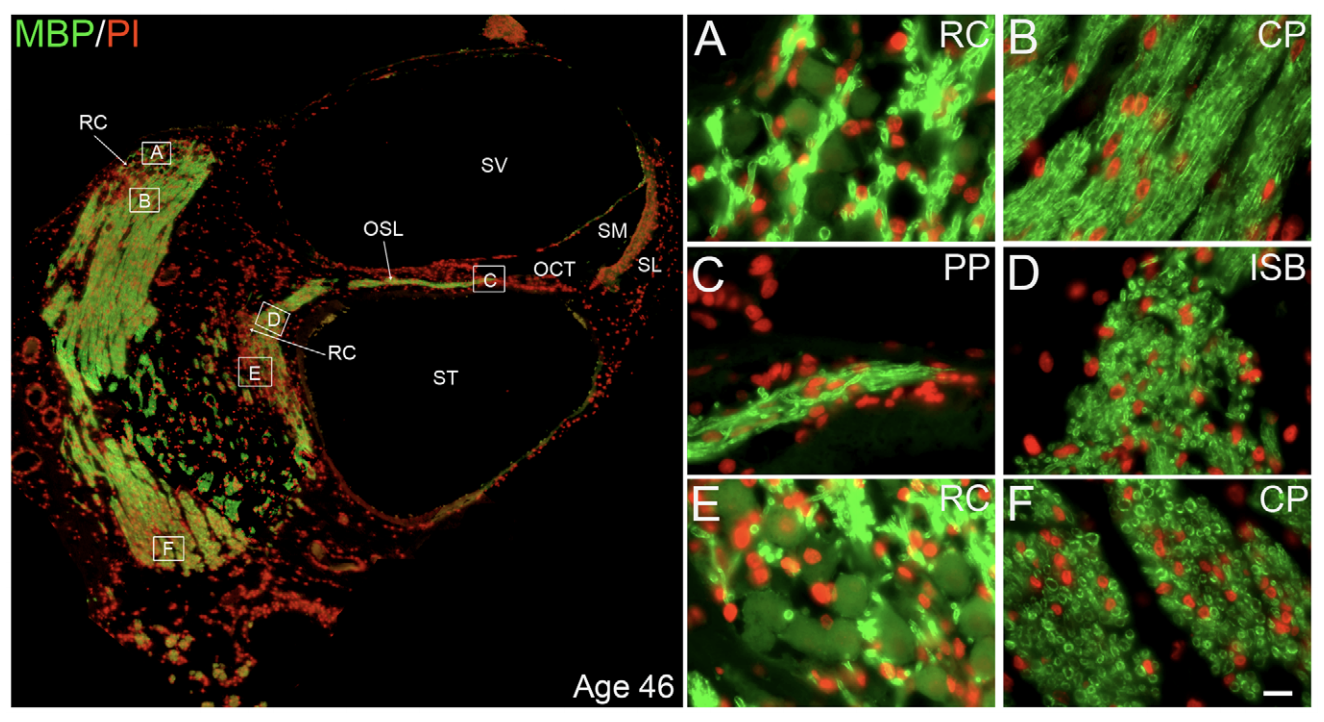 MBP/PI
RC
A
B
SV
OSL
SM
OCT
SL
C
D
RC
E
ST
F
Age 46
A RC
B CP
C PP
D ISB
E RC
F CP